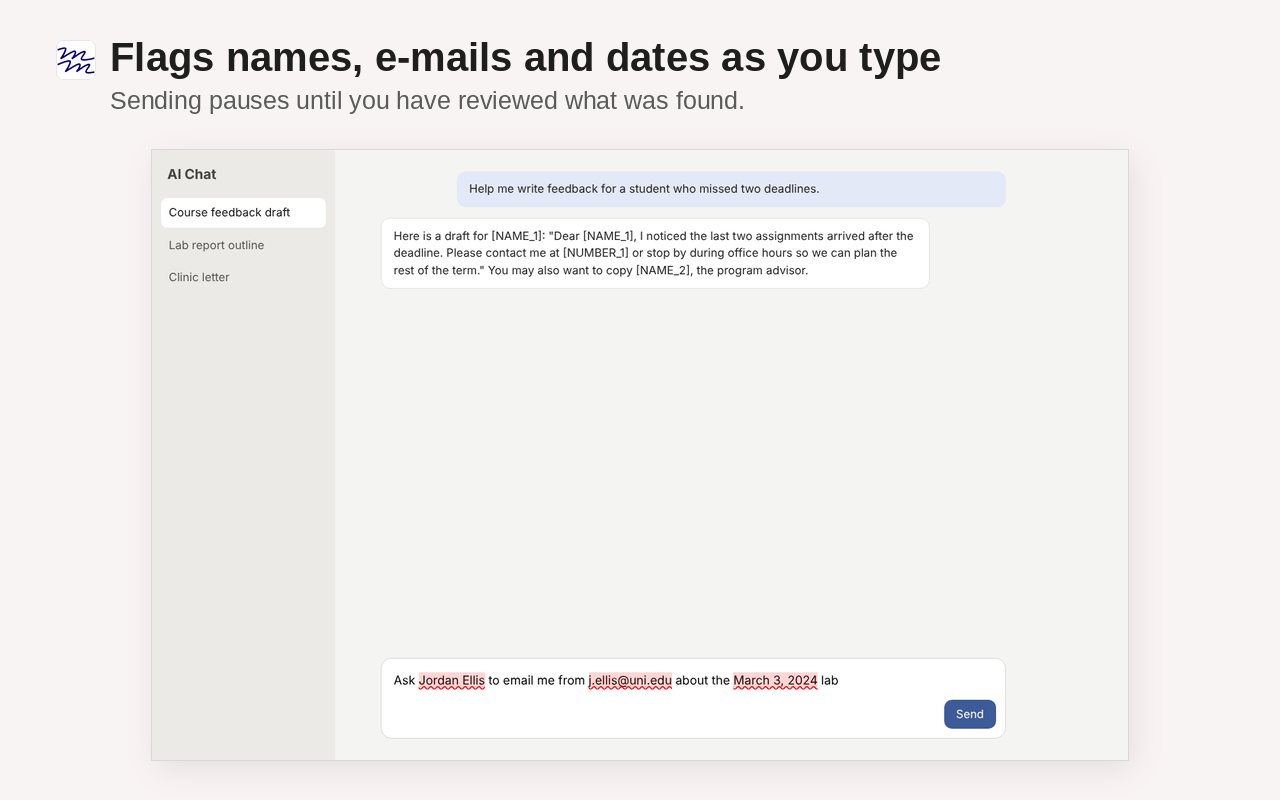 Flags names, e-mails and dates as you type
Sending pauses until you have reviewed what was found.
AI Chat
Course feedback draft
Lab report outline
Clinic letter
Help me write feedback for a student who missed two deadlines.
Here is a draft for [NAME_1]: "Dear [NAME_1], I noticed the last two assignments arrived after the
deadline. Please contact me at [NUMBER_1] or stop by during office hours so we can plan the
rest of the term." You may also want to copy [NAME_2], the program advisor.
Ask Jordan Ellis to email me from j.ellis@uni.edu about the March 3, 2024 lab
Send